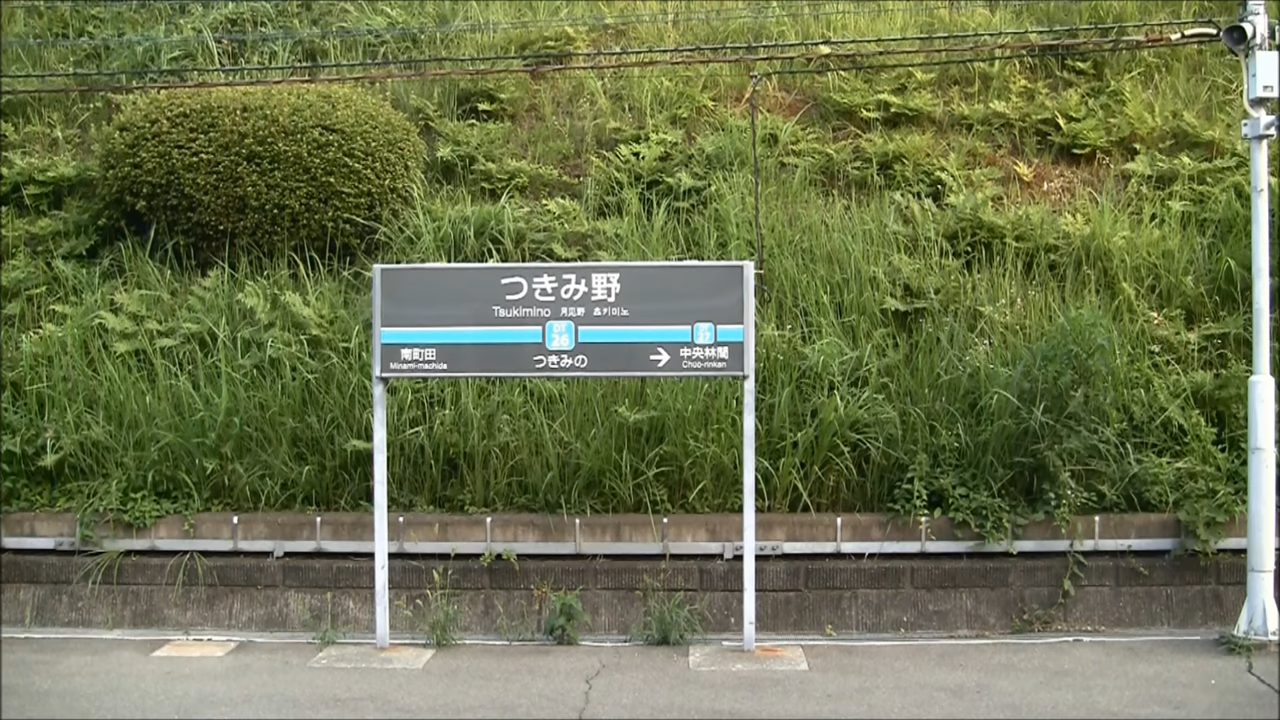 つきみ野
Tsukimino 月见野 츠키미노
DT
26
DT
27
南町田
Minami-machida
つきみの
→
中央林間
Chūō-rinkan